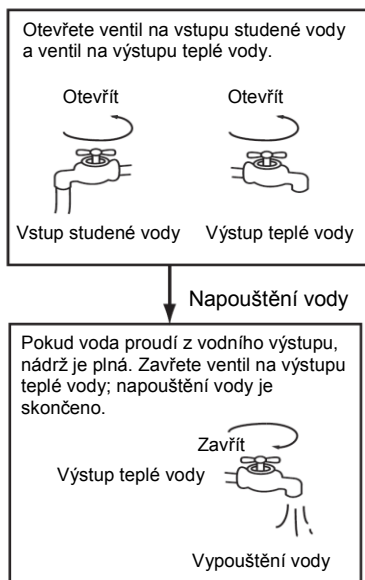 Otevřete ventil na vstupu studené vody
a ventil na výstupu teplé vody.
Otevřít
Otevřít
Vstup studené vody
Výstup teplé vody
Napouštění vody
Pokud voda proudí z vodního výstupu,
nádrž je plná. Zavřete ventil na výstupu
teplé vody; napouštění vody je
skončeno.
Zavřít
Výstup teplé vody
Vypouštění vody